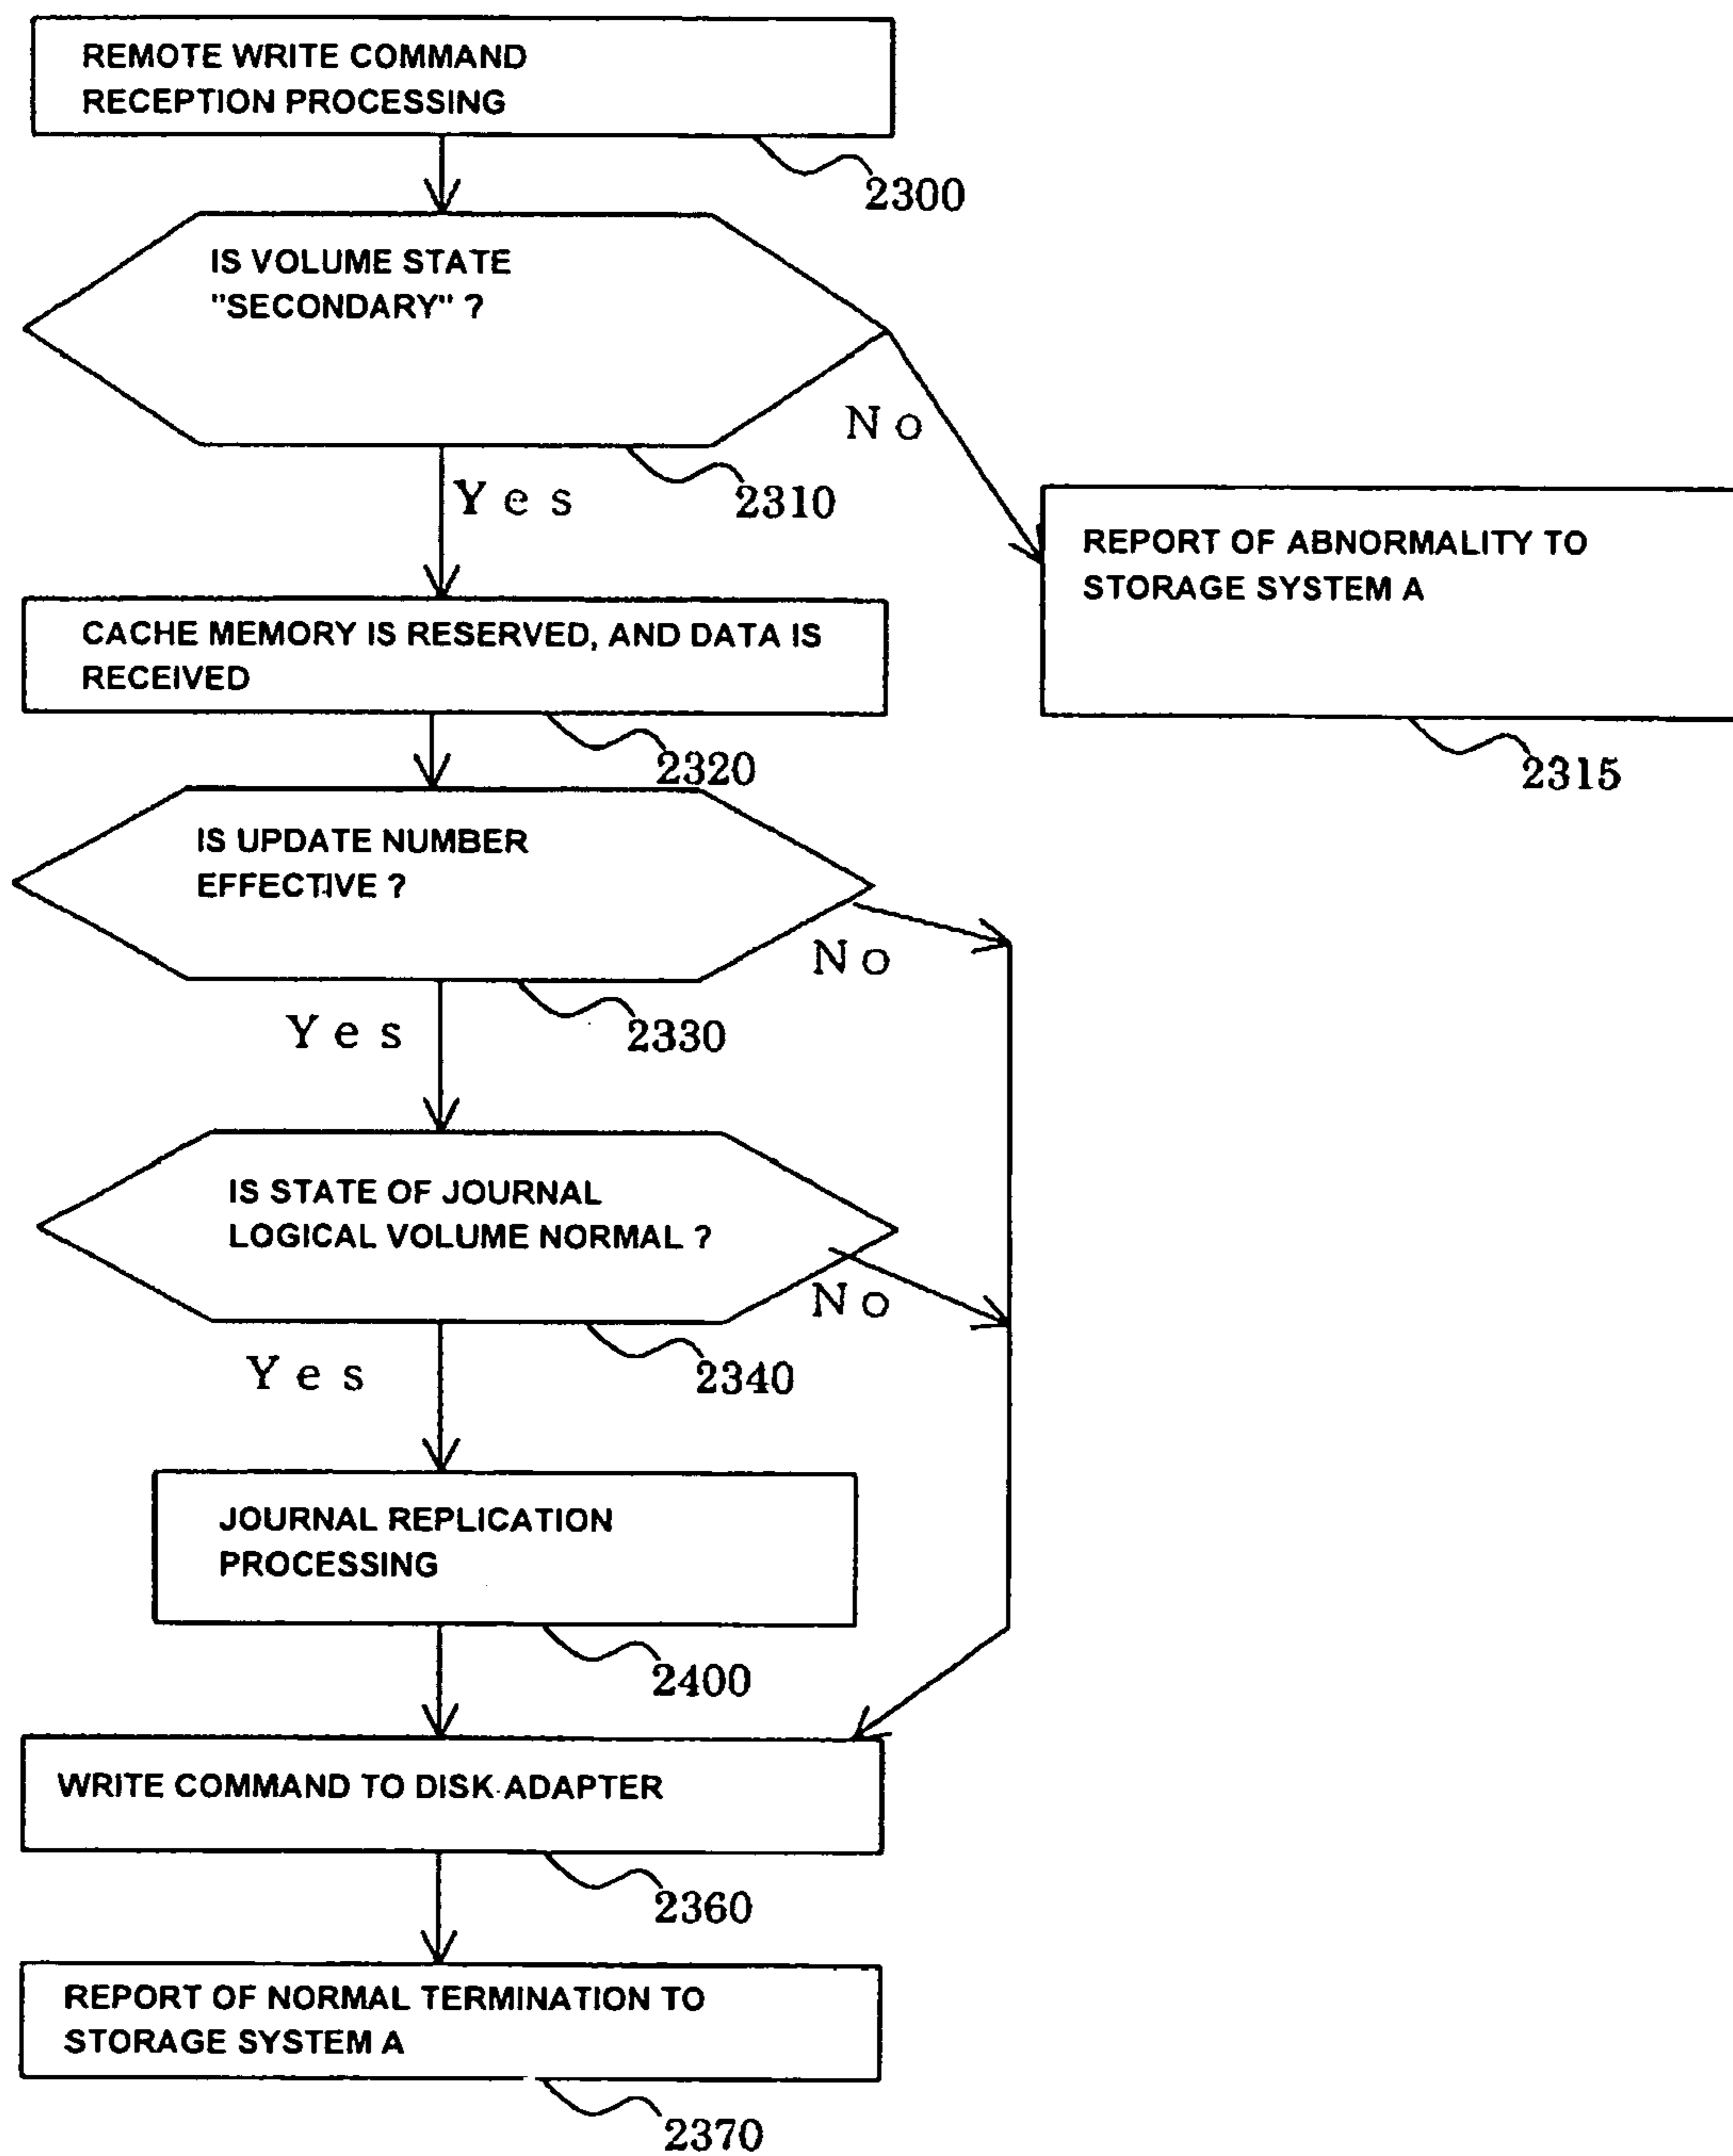 REMOTE WRITE COMMAND
RECEPTION PROCESSING
2300
IS VOLUME STATE
"SECONDARY" ?
No
2310
Yes
REPORT OF ABNORMALITY TO
STORAGE SYSTEM A
2315
CACHE MEMORY IS RESERVED, AND DATA IS
RECEIVED
2320
IS UPDATE NUMBER
EFFECTIVE ?
No
2330
Yes
IS STATE OF JOURNAL
LOGICAL VOLUME NORMAL ?
No
2340
Yes
JOURNAL REPLICATION
PROCESSING
2400
WRITE COMMAND TO DISK ADAPTER
2360
REPORT OF NORMAL TERMINATION TO
STORAGE SYSTEM A
2370